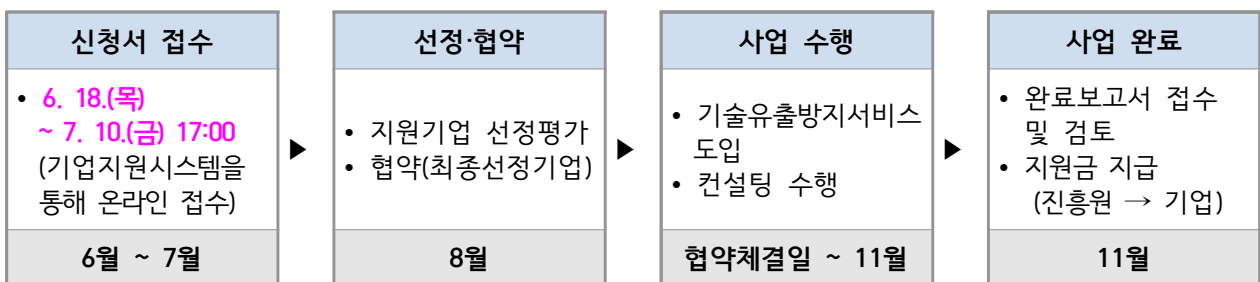 신청서 접수
• 6. 18.(목)
~ 7. 10.(금) 17:00
(기업지원시스템을
통해 온라인 접수)
6월 ~ 7월
▶
선정·협약
• 지원기업 선정평가
• 협약(최종선정기업)
8월
▶
사업 수행
• 기술유출방지서비스
도입
• 컨설팅 수행
협약체결일 ~ 11월
▶
사업 완료
• 완료보고서 접수
및 검토
• 지원금 지급
(진흥원 → 기업)
11월